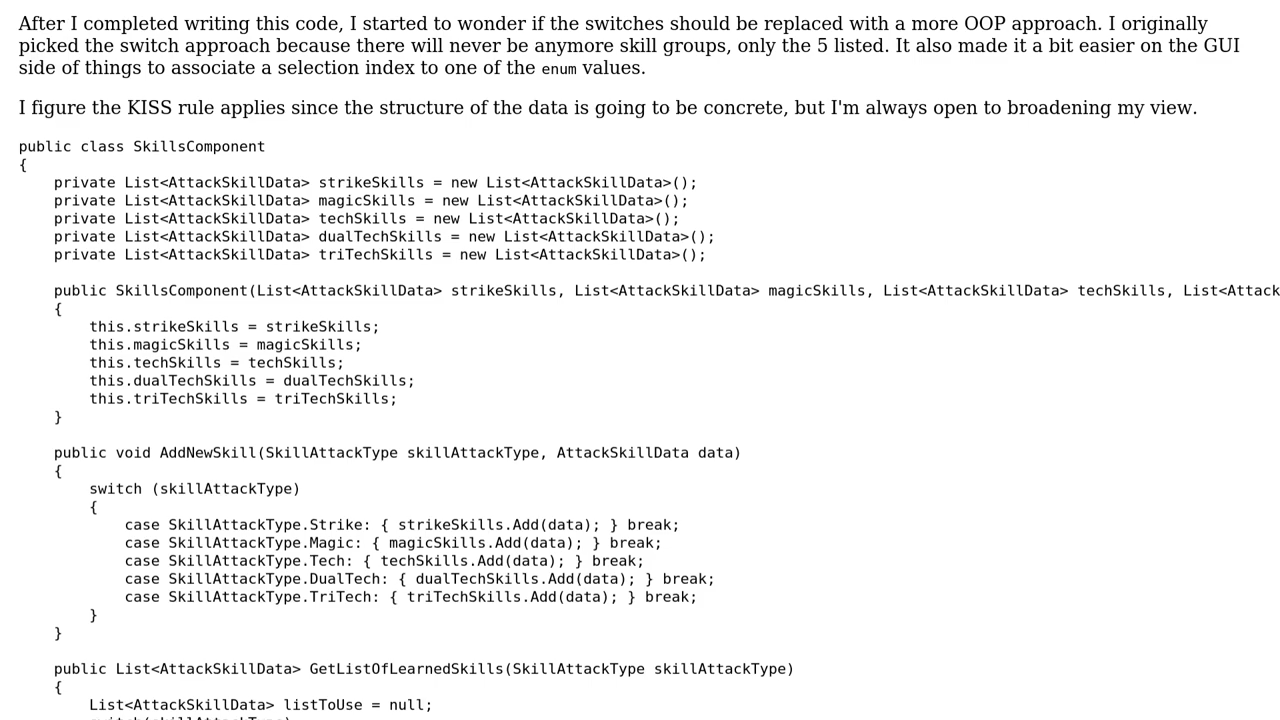 After I completed writing this code, I started to wonder if the switches should be replaced with a more OOP approach. I originally
picked the switch approach because there will never be anymore skill groups, only the 5 listed. It also made it a bit easier on the GUI
side of things to associate a selection index to one of the enum values.
I figure the KISS rule applies since the structure of the data is going to be concrete, but I'm always open to broadening my view.
public class SkillsComponent
{
    private List<AttackSkillData> strikeSkills = new List<AttackSkillData>();
    private List<AttackSkillData> magicSkills = new List<AttackSkillData>();
    private List<AttackSkillData> techSkills = new List<AttackSkillData>();
    private List<AttackSkillData> dualTechSkills = new List<AttackSkillData>();
    private List<AttackSkillData> triTechSkills = new List<AttackSkillData>();
    public SkillsComponent(List<AttackSkillData> strikeSkills, List<AttackSkillData> magicSkills, List<AttackSkillData> techSkills, List<Attack
    {
        this.strikeSkills = strikeSkills;
        this.magicSkills = magicSkills;
        this.techSkills = techSkills;
        this.dualTechSkills = dualTechSkills;
        this.triTechSkills = triTechSkills;
    }
    public void AddNewSkill(SkillAttackType skillAttackType, AttackSkillData data)
    {
        switch (skillAttackType)
        {
            case SkillAttackType.Strike: { strikeSkills.Add(data); } break;
            case SkillAttackType.Magic: { magicSkills.Add(data); } break;
            case SkillAttackType.Tech: { techSkills.Add(data); } break;
            case SkillAttackType.DualTech: { dualTechSkills.Add(data); } break;
            case SkillAttackType.TriTech: { triTechSkills.Add(data); } break;
        }
    }
    public List<AttackSkillData> GetListOfLearnedSkills(SkillAttackType skillAttackType)
    {
        List<AttackSkillData> listToUse = null;